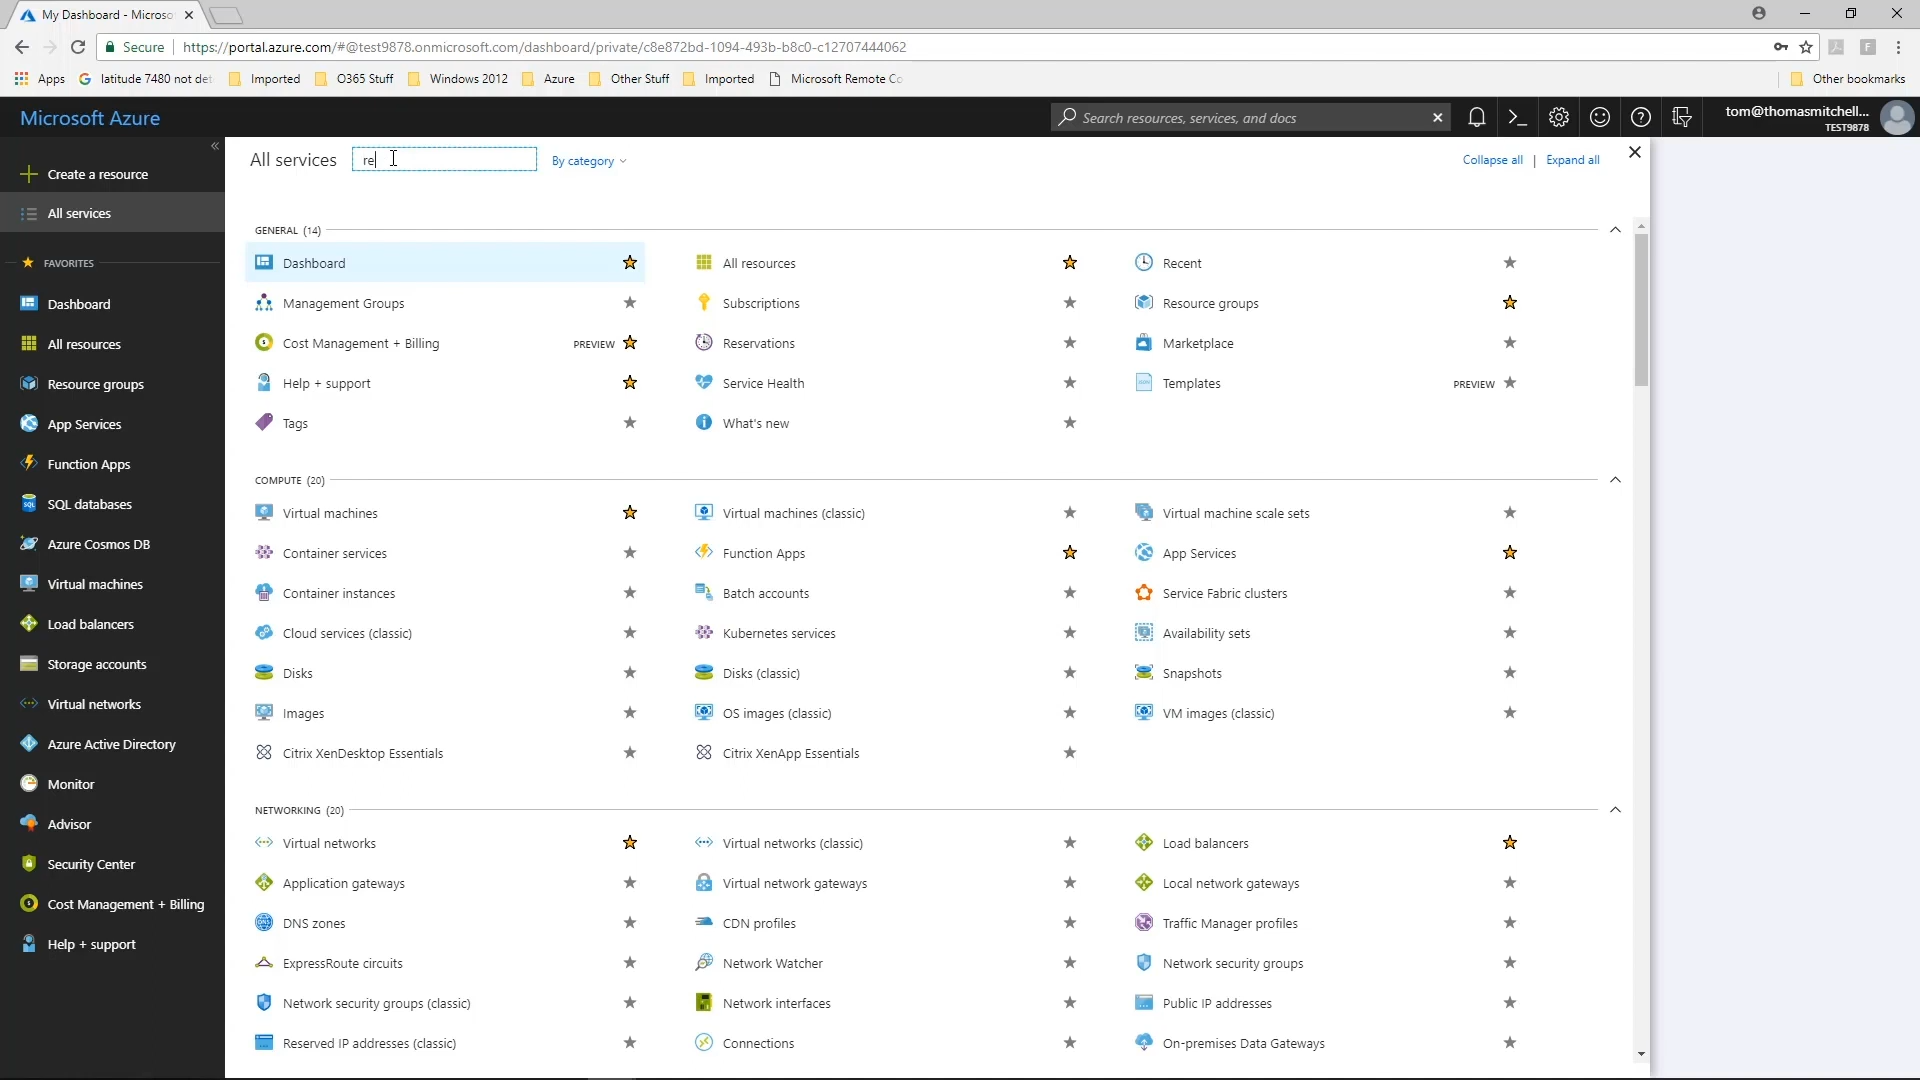 My Dashboard - Microso
Secure | https://portal.azure.com/#@test9878.onmicrosoft.com/dashboard/private/c8e872bd-1094-493b-b8c0-c12707444062
Apps latitude 7480 not det Imported O365 Stuff Windows 2012 Azure Other Stuff Imported Microsoft Remote Co Other bookmarks
Microsoft Azure Search resources, services, and docs tom@thomasmitchell...
TEST9878
All services re By category Collapse all | Expand all
Create a resource
All services
FAVORITES
Dashboard
All resources
Resource groups
App Services
Function Apps
SQL databases
Azure Cosmos DB
Virtual machines
Load balancers
Storage accounts
Virtual networks
Azure Active Directory
Monitor
Advisor
Security Center
Cost Management + Billing
Help + support
GENERAL (14)
Dashboard All resources Recent
Management Groups Subscriptions Resource groups
Cost Management + Billing PREVIEW Reservations Marketplace
Help + support Service Health Templates PREVIEW
Tags What's new
COMPUTE (20)
Virtual machines Virtual machines (classic) Virtual machine scale sets
Container services Function Apps App Services
Container instances Batch accounts Service Fabric clusters
Cloud services (classic) Kubernetes services Availability sets
Disks Disks (classic) Snapshots
Images OS images (classic) VM images (classic)
Citrix XenDesktop Essentials Citrix XenApp Essentials
NETWORKING (20)
Virtual networks Virtual networks (classic) Load balancers
Application gateways Virtual network gateways Local network gateways
DNS zones CDN profiles Traffic Manager profiles
ExpressRoute circuits Network Watcher Network security groups
Network security groups (classic) Network interfaces Public IP addresses
Reserved IP addresses (classic) Connections On-premises Data Gateways